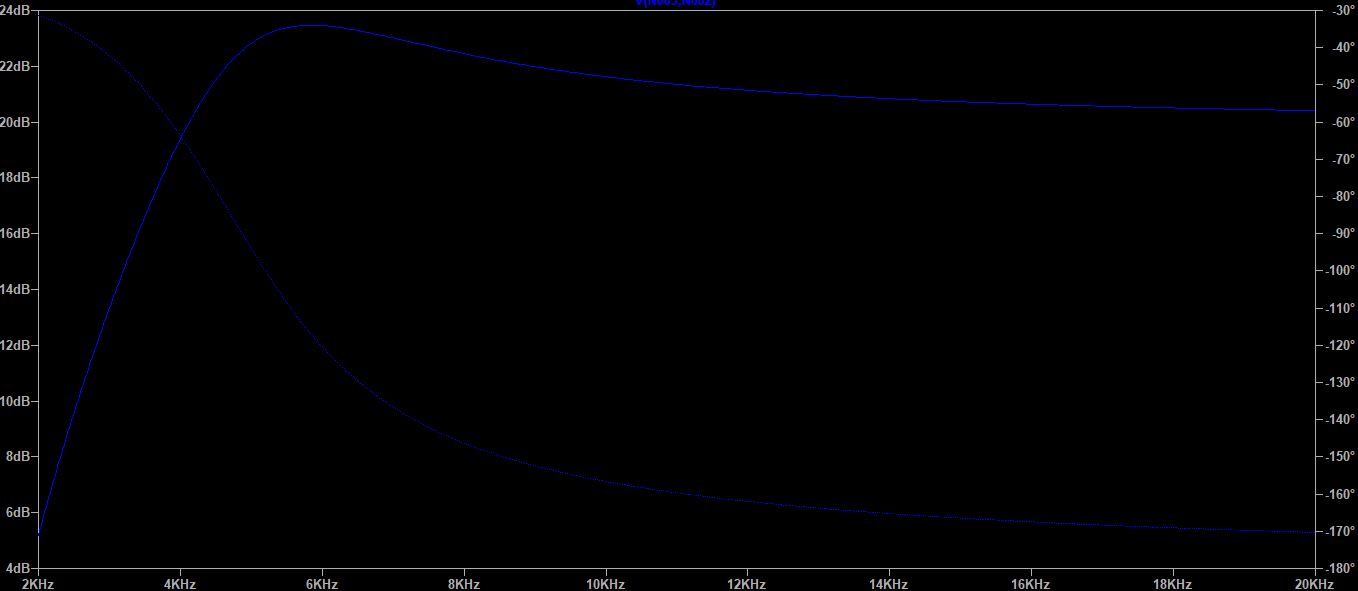 V(N003,N002)
24dB
22dB
20dB
18dB
16dB
14dB
12dB
10dB
8dB
6dB
4dB
-30°
-40°
-50°
-60°
-70°
-80°
-90°
-100°
-110°
-120°
-130°
-140°
-150°
-160°
-170°
-180°
2KHz 4KHz 6KHz 8KHz 10KHz 12KHz 14KHz 16KHz 18KHz 20KHz